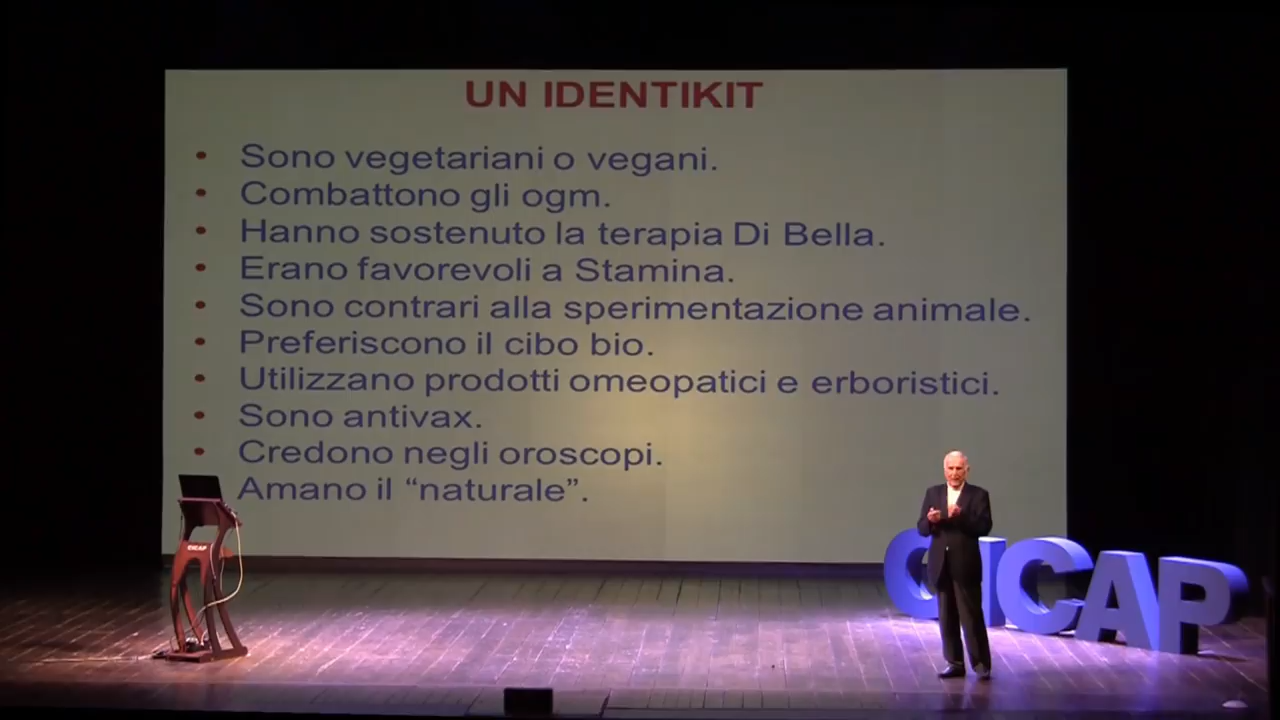 UN IDENTIKIT
• Sono vegetariani o vegani.
• Combattono gli ogm.
• Hanno sostenuto la terapia Di Bella.
• Erano favorevoli a Stamina.
• Sono contrari alla sperimentazione animale.
• Preferiscono il cibo bio.
• Utilizzano prodotti omeopatici e erboristici.
• Sono antivax.
• Credono negli oroscopi.
Amano il “naturale”.
CICAP
CICAP